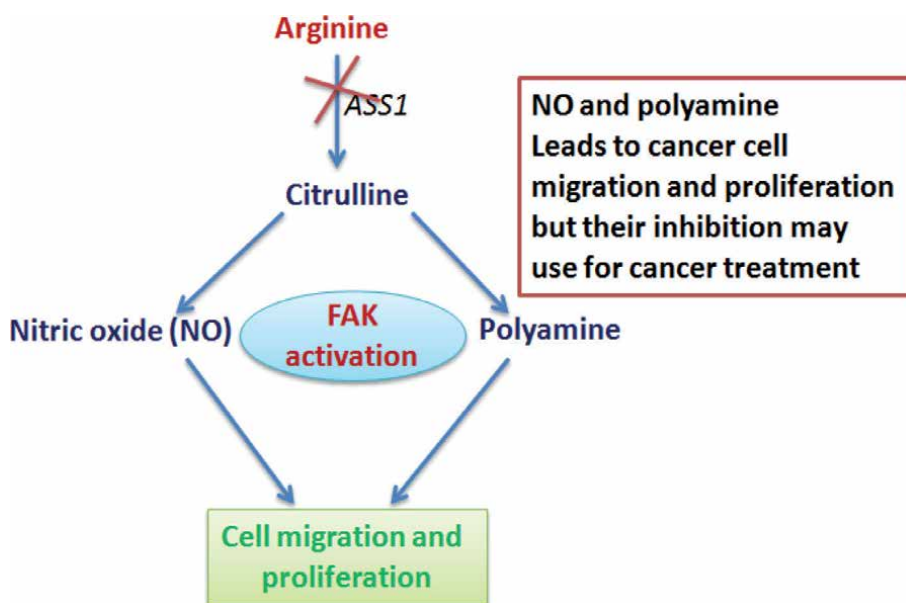 Arginine
ASS1
Citrulline
NO and polyamine
Leads to cancer cell
migration and proliferation
but their inhibition may
use for cancer treatment
Nitric oxide (NO)
FAK
activation
Polyamine
Cell migration and
proliferation